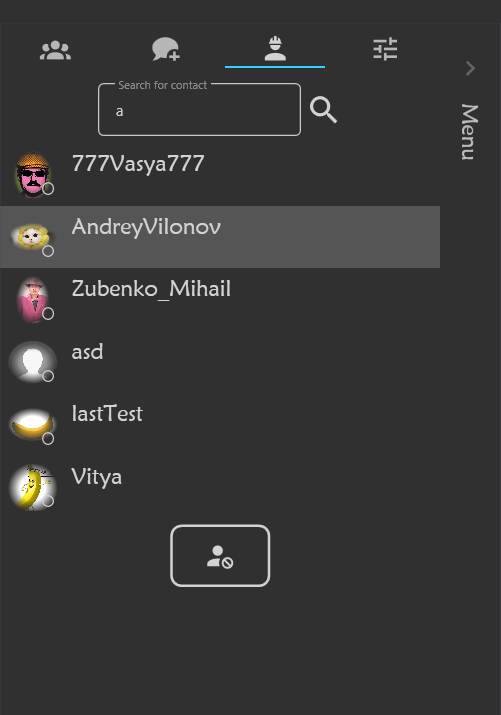 Search for contact
a
Menu
777Vasya777
AndreyVilonov
Zubenko_Mihail
asd
lastTest
Vitya